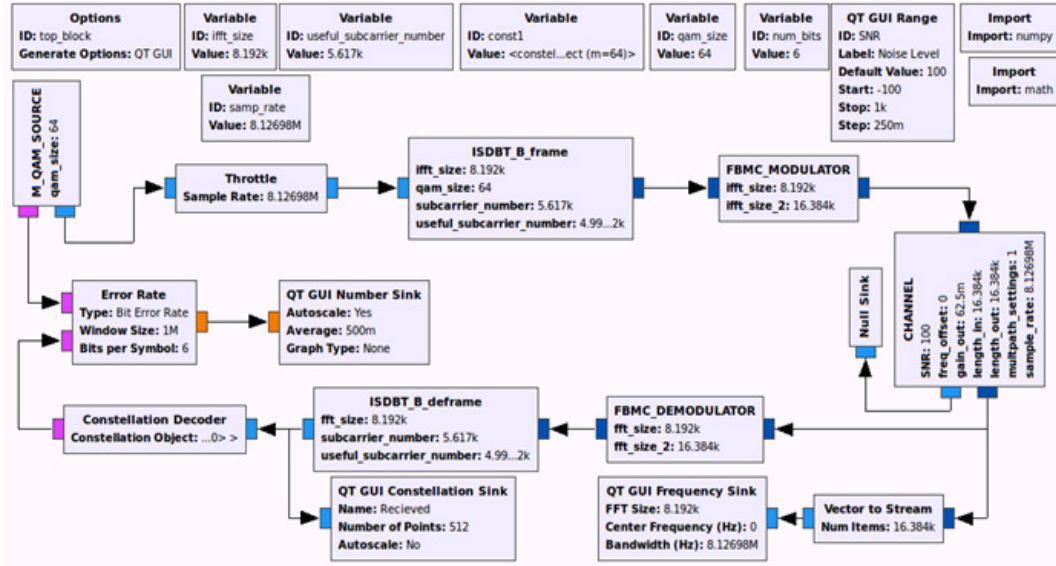 Options
ID: top_block
Generate Options: QT GUI
Variable
ID: ifft_size
Value: 8.192k
Variable
ID: useful_subcarrier_number
Value: 5.617k
Variable
ID: const1
Value: <constel...ect (m=64)>
Variable
ID: qam_size
Value: 64
Variable
ID: num_bits
Value: 6
QT GUI Range
ID: SNR
Label: Noise Level
Default Value: 100
Start: -100
Stop: 1k
Step: 250m
Import
Import: numpy
Import
Import: math
Variable
ID: samp_rate
Value: 8.12698M
M_QAM_SOURCE
qam_size: 64
Throttle
Sample Rate: 8.12698M
ISDBT_B_frame
ifft_size: 8.192k
qam_size: 64
subcarrier_number: 5.617k
useful_subcarrier_number: 4.99...2k
FBMC_MODULATOR
ifft_size: 8.192k
ifft_size_2: 16.384k
CHANNEL
SNR: 100
freq_offset: 0
gain_out: 62.5m
length_in: 16.384k
length_out: 16.384k
multpath_settings: 1
sample_rate: 8.12698M
Null Sink
Error Rate
Type: Bit Error Rate
Window Size: 1M
Bits per Symbol: 6
QT GUI Number Sink
Autoscale: Yes
Average: 500m
Graph Type: None
Constellation Decoder
Constellation Object: ...0> >
ISDBT_B_deframe
fft_size: 8.192k
subcarrier_number: 5.617k
useful_subcarrier_number: 4.99...2k
FBMC_DEMODULATOR
fft_size: 8.192k
fft_size_2: 16.384k
QT GUI Constellation Sink
Name: Recieved
Number of Points: 512
Autoscale: No
QT GUI Frequency Sink
FFT Size: 8.192k
Center Frequency (Hz): 0
Bandwidth (Hz): 8.12698M
Vector to Stream
Num Items: 16.384k